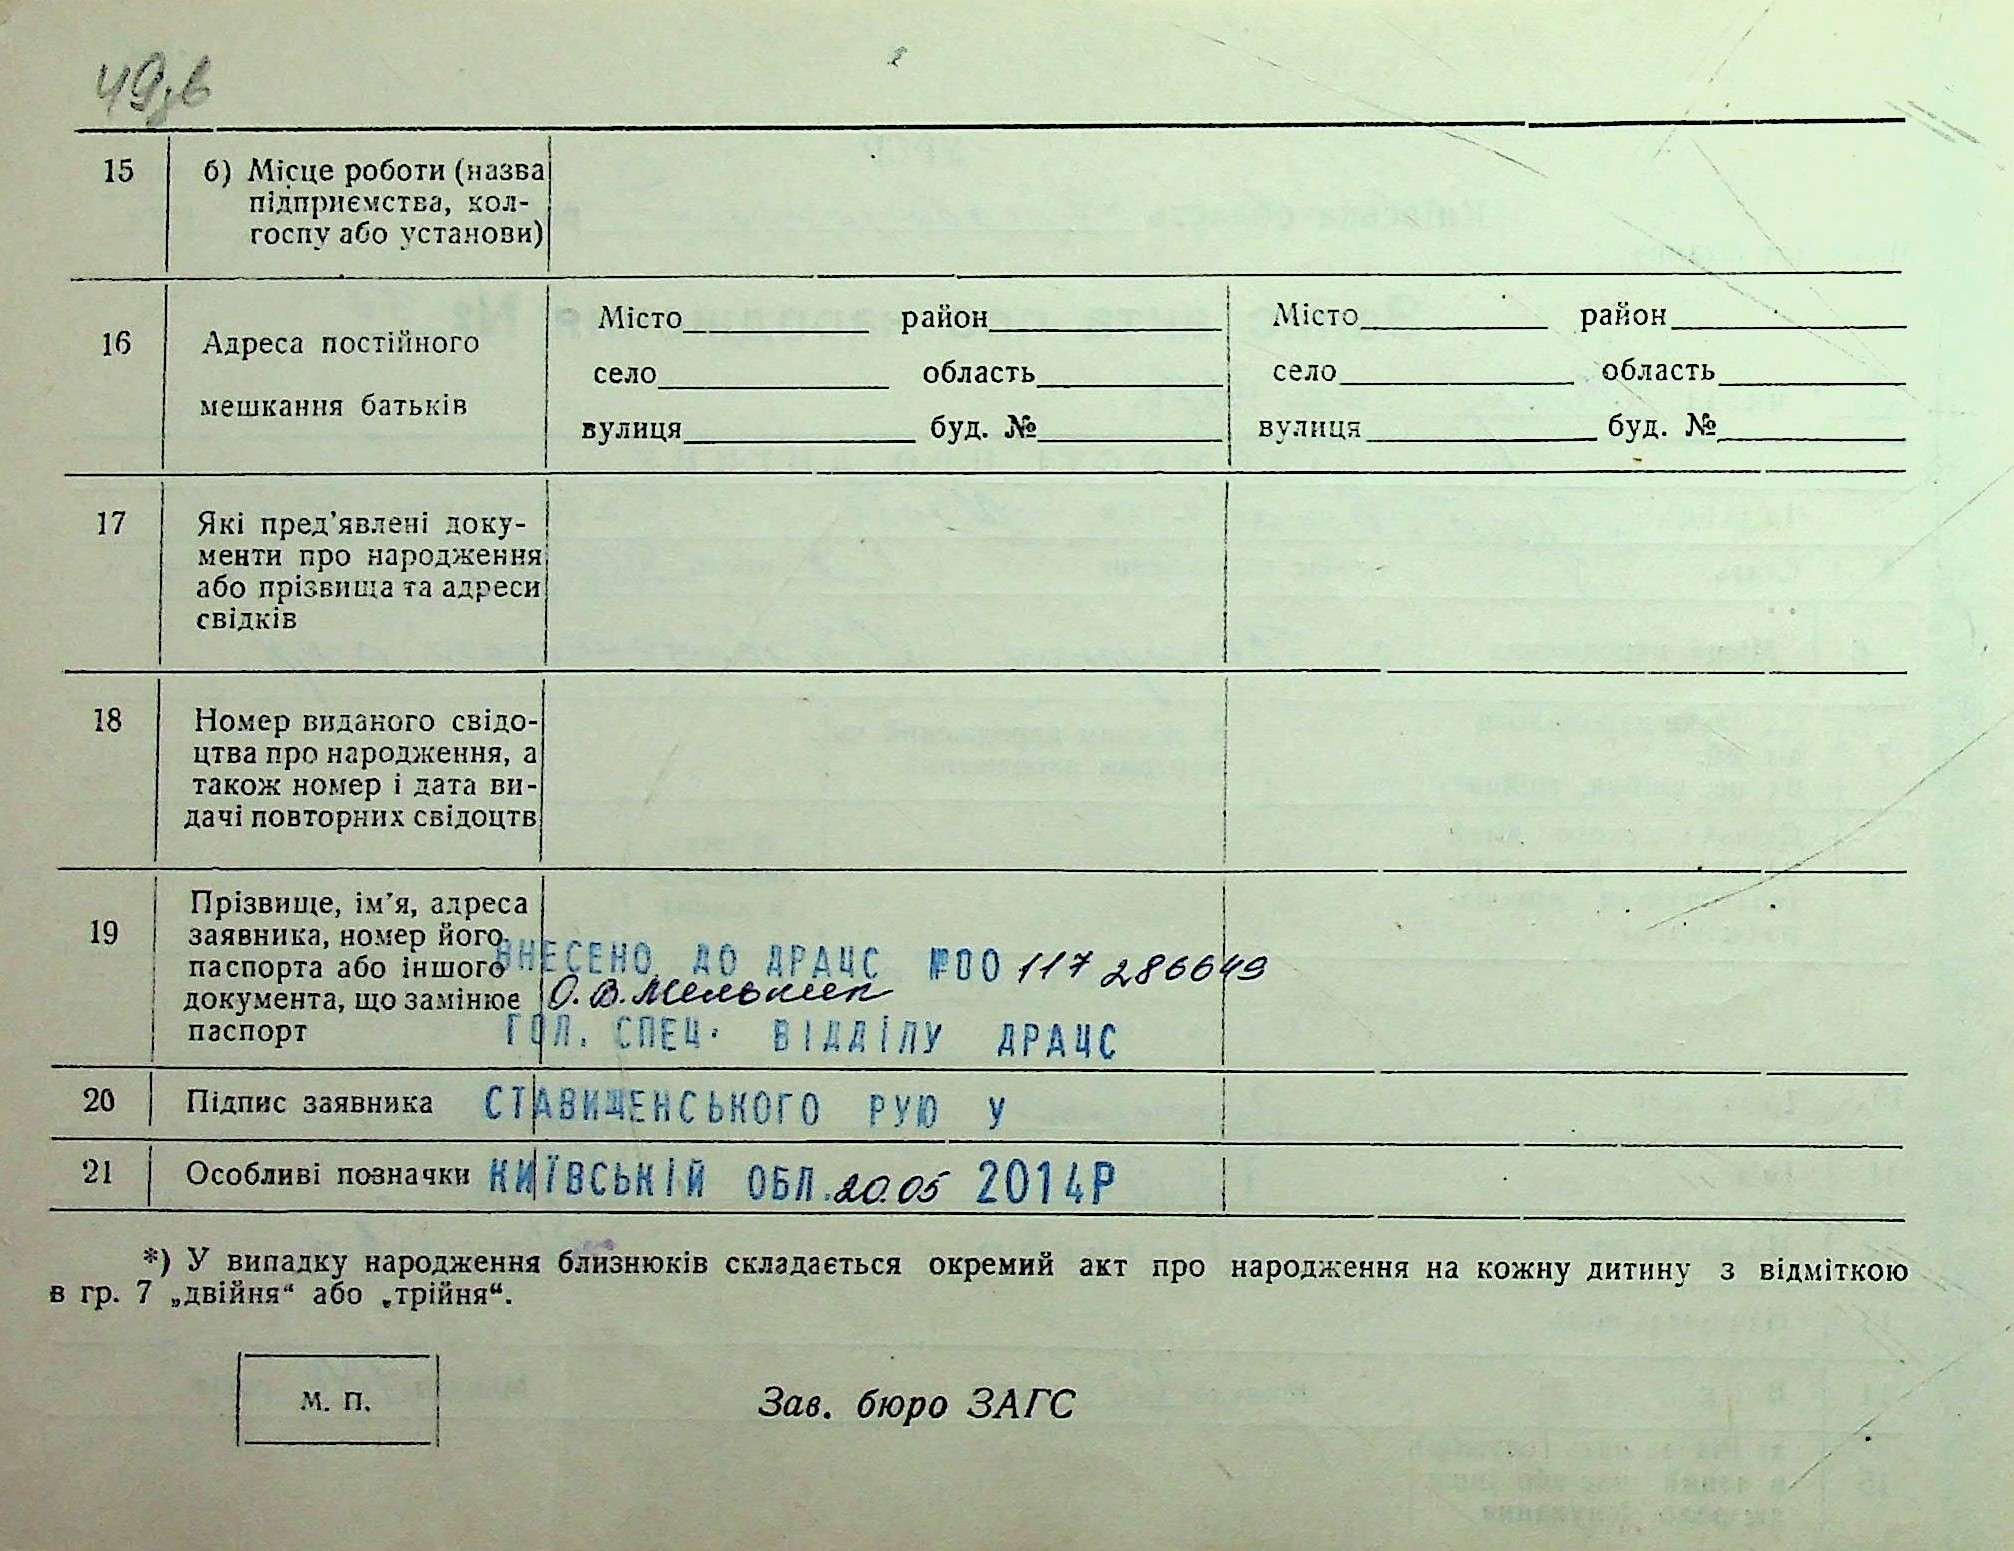 49зв
15 б) Місце роботи (назва
підприємства, кол-
госпу або установи)
16 Адреса постійного
мешкання батьків
Місто район
село область
вулиця буд. №
Місто район
село область
вулиця буд. №
17 Які пред’явлені доку-
менти про народження
або прізвища та адреси
свідків
18 Номер виданого свідо-
цтва про народження, а
також номер і дата ви-
дачі повторних свідоцтв
19 Прізвище, ім’я, адреса
заявника, номер його
паспорта або іншого
документа, що замінює
паспорт
ВНЕСЕНО ДО ДРАЦС №00 117 286649
О. В. Мельник
ГОЛ. СПЕЦ. ВІДДІЛУ ДРАЦС
20 Підпис заявника
СТАВИЩЕНСЬКОГО РУЮ У
21 Особливі позначки
КИЇВСЬКІЙ ОБЛ. 20.05 2014Р
*) У випадку народження близнюків складається окремий акт про народження на кожну дитину з відміткою
в гр. 7 „двійня“ або „трійня“.
М. П.
Зав. бюро ЗАГС